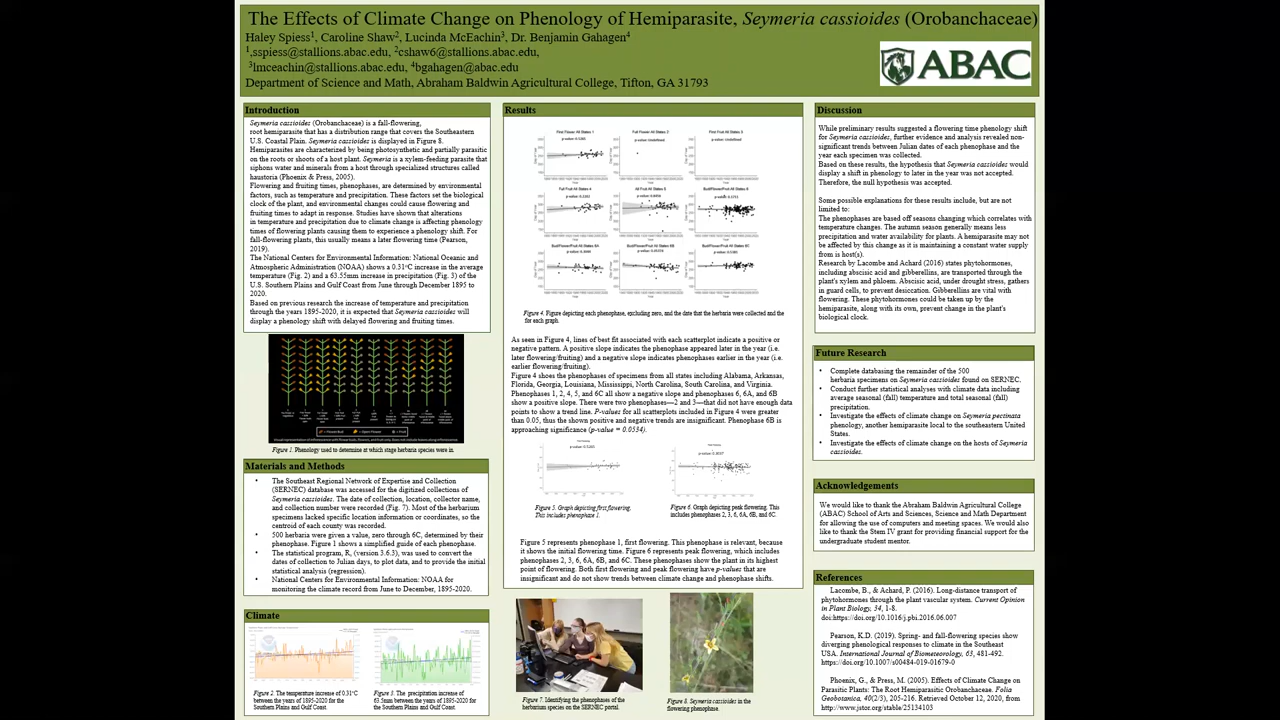 The Effects of Climate Change on Phenology of Hemiparasite, Seymeria cassioides (Orobanchaceae)
Haley Spiess1, Caroline Shaw2, Lucinda McEachin3, Dr. Benjamin Gahagen4
1,sspiess@stallions.abac.edu, 2cshaw6@stallions.abac.edu,
3lmceachin@stallions.abac.edu, 4bgahagen@abac.edu
Department of Science and Math, Abraham Baldwin Agricultural College, Tifton, GA 31793
ABAC
Introduction
Seymeria cassioides (Orobanchaceae) is a fall-flowering,
root hemiparasite that has a distribution range that covers the Southeastern
U.S. Coastal Plain. Seymeria cassioides is displayed in Figure 8.
Hemiparasites are characterized by being photosynthetic and partially parasitic
on the roots or shoots of a host plant. Seymeria is a xylem-feeding parasite that
siphons water and minerals from a host through specialized structures called
haustoria (Phoenix & Press, 2005).
Flowering and fruiting times, phenophases, are determined by environmental
factors, such as temperature and precipitation. These factors set the biological
clock of the plant, and environmental changes could cause flowering and
fruiting times to adapt in response. Studies have shown that alterations
in temperature and precipitation due to climate change is affecting phenology
times of flowering plants causing them to experience a phenology shift. For
fall-flowering plants, this usually means a later flowering time (Pearson,
2019).
The National Centers for Environmental Information: National Oceanic and
Atmospheric Administration (NOAA) shows a 0.31°C increase in the average
temperature (Fig. 2) and a 63.55mm increase in precipitation (Fig. 3) of the
U.S. Southern Plains and Gulf Coast from June through December 1895 to
2020.
Based on previous research the increase of temperature and precipitation
through the years 1895-2020, it is expected that Seymeria cassioides will
display a phenology shift with delayed flowering and fruiting times.
Figure 1. Phenology used to determine at which stage herbaria species were in.
Materials and Methods
• The Southeast Regional Network of Expertise and Collection
(SERNEC) database was accessed for the digitized collections of
Seymeria cassioides. The date of collection, location, collector name,
and collection number were recorded (Fig. 7). Most of the herbarium
specimens lacked specific location information or coordinates, so the
centroid of each county was recorded.
• 500 herbaria were given a value, zero through 6C, determined by their
phenophase. Figure 1 shows a simplified guide of each phenophase.
• The statistical program, R, (version 3.6.3), was used to convert the
dates of collection to Julian days, to plot data, and to provide the initial
statistical analysis (regression).
• National Centers for Environmental Information: NOAA for
monitoring the climate record from June to December, 1895-2020.
Climate
Figure 2. The temperature increase of 0.31°C
between the years of 1895-2020 for the
Southern Plains and Gulf Coast.
Figure 3. The precipitation increase of
63.5mm between the years of 1895-2020 for
the Southern Plains and Gulf Coast.
Results
First Flower All States 1
Full Flower All States 2
First Fruit All States 3
Full Fruit All States 4
All Fruit All States 5
Bud/Flower/Fruit All States 6
Bud/Flower/Fruit All States 6A
Bud/Flower/Fruit All States 6B
Bud/Flower/Fruit All States 6C
Figure 4. Figure depicting each phenophase, excluding zero, and the date that the herbaria were collected and the
for each graph.
As seen in Figure 4, lines of best fit associated with each scatterplot indicate a positive or
negative pattern. A positive slope indicates the phenophase appeared later in the year (i.e.
later flowering/fruiting) and a negative slope indicates phenophases earlier in the year (i.e.
earlier flowering/fruiting).
Figure 4 shoes the phenophases of specimens from all states including Alabama, Arkansas,
Florida, Georgia, Louisiana, Mississippi, North Carolina, South Carolina, and Virginia.
Phenophases 1, 2, 4, 5, and 6C all show a negative slope and phenophases 6, 6A, and 6B
show a positive slope. There were two phenophases—2 and 3—that did not have enough data
points to show a trend line. P-values for all scatterplots included in Figure 4 were greater
than 0.05, thus the shown positive and negative trends are insignificant. Phenophase 6B is
approaching significance (p-value = 0.0534).
Figure 5. Graph depicting first flowering.
This includes phenophase 1.
Figure 6. Graph depicting peak flowering. This
includes phenophases 2, 3, 6, 6A, 6B, and 6C.
Figure 5 represents phenophase 1, first flowering. This phenophase is relevant, because
it shows the initial flowering time. Figure 6 represents peak flowering, which includes
phenophases 2, 3, 6, 6A, 6B, and 6C. These phenophases show the plant in its highest
point of flowering. Both first flowering and peak flowering have p-values that are
insignificant and do not show trends between climate change and phenophase shifts.
Figure 7. Identifying the phenophases of the
herbarium species on the SERNEC portal.
Figure 8. Seymeria cassioides in the
flowering phenophase.
Discussion
While preliminary results suggested a flowering time phenology shift
for Seymeria cassioides, further evidence and analysis revealed non-
significant trends between Julian dates of each phenophase and the
year each specimen was collected.
Based on these results, the hypothesis that Seymeria cassioides would
display a shift in phenology to later in the year was not accepted.
Therefore, the null hypothesis was accepted.
Some possible explanations for these results include, but are not
limited to:
The phenophases are based off seasons changing which correlates with
temperature changes. The autumn season generally means less
precipitation and water availability for plants. A hemiparasite may not
be affected by this change as it is maintaining a constant water supply
from is host(s).
Research by Lacombe and Achard (2016) states phytohormones,
including abscisic acid and gibberellins, are transported through the
plant's xylem and phloem. Abscisic acid, under drought stress, gathers
in guard cells, to prevent desiccation. Gibberellins are vital with
flowering. These phytohormones could be taken up by the
hemiparasite, along with its own, prevent change in the plant's
biological clock.
Future Research
• Complete databasing the remainder of the 500
herbaria specimens on Seymeria cassioides found on SERNEC.
• Conduct further statistical analyses with climate data including
average seasonal (fall) temperature and total seasonal (fall)
precipitation.
• Investigate the effects of climate change on Seymeria pectinata
phenology, another hemiparasite local to the southeastern United
States.
• Investigate the effects of climate change on the hosts of Seymeria
cassioides.
Acknowledgements
We would like to thank the Abraham Baldwin Agricultural College
(ABAC) School of Arts and Sciences, Science and Math Department
for allowing the use of computers and meeting spaces. We would also
like to thank the Stem IV grant for providing financial support for the
undergraduate student mentor.
References
Lacombe, B., & Achard, P. (2016). Long-distance transport of
phytohormones through the plant vascular system. Current Opinion
in Plant Biology, 34, 1-8.
doi:https://doi.org/10.1016/j.pbi.2016.06.007
Pearson, K.D. (2019). Spring- and fall-flowering species show
diverging phenological responses to climate in the Southeast
USA. International Journal of Biometeorology, 63, 481-492.
https://doi.org/10.1007/s00484-019-01679-0
Phoenix, G., & Press, M. (2005). Effects of Climate Change on
Parasitic Plants: The Root Hemiparasitic Orobanchaceae. Folia
Geobotanica, 40(2/3), 205-216. Retrieved October 12, 2020, from
http://www.jstor.org/stable/25134103